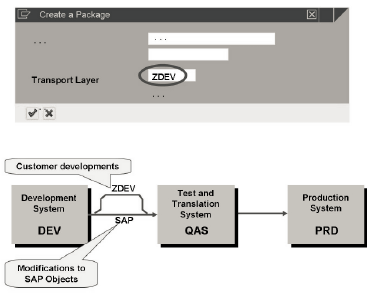 Create a Package
. . .
. . .
Transport Layer
ZDEV
. . .
Customer developments
ZDEV
Development
System
DEV
SAP
Test and
Translation
System
QAS
Production
System
PRD
Modifications to
SAP Objects